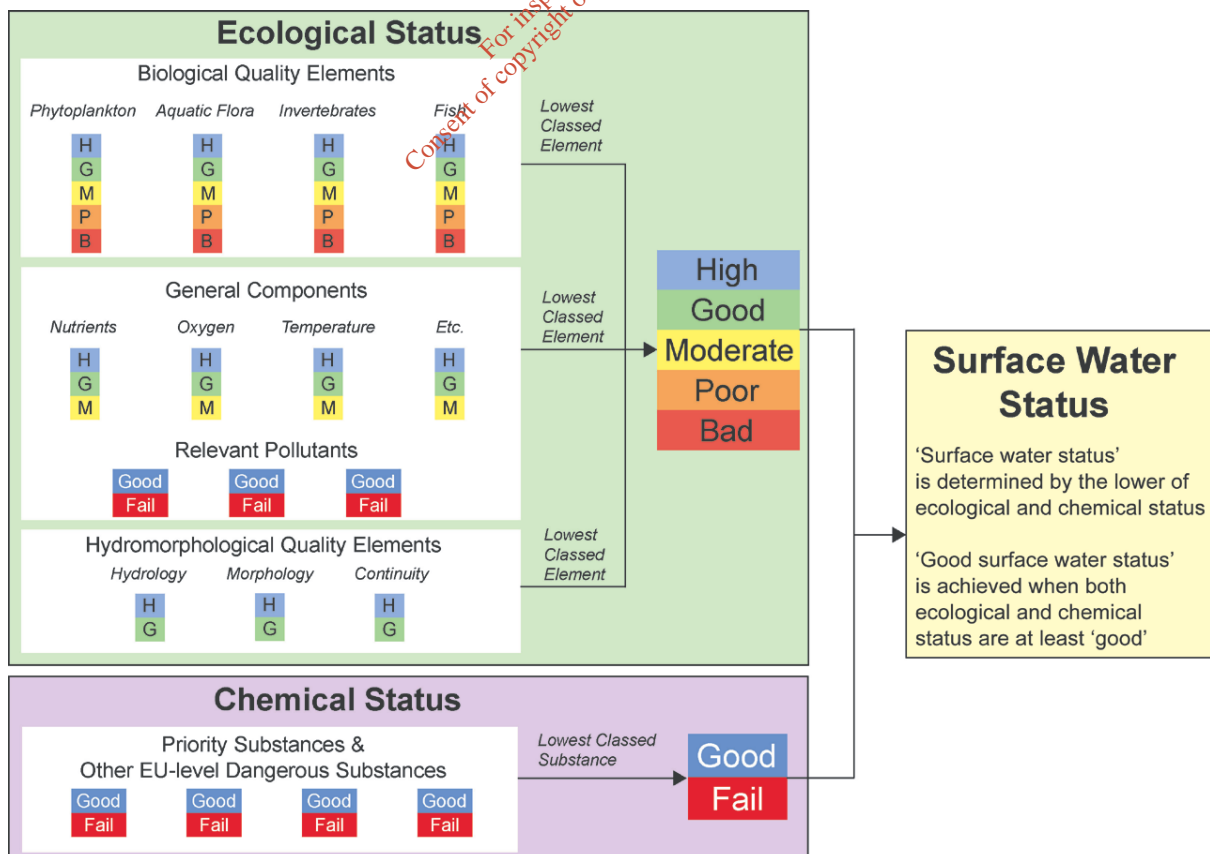 Ecological Status
For insp
Consent of copyright o
Biological Quality Elements
Phytoplankton Aquatic Flora Invertebrates Fish
H H H H
G G G G
M M M M
P P P P
B B B B
Lowest
Classed
Element
General Components
Nutrients Oxygen Temperature Etc.
H H H H
G G G G
M M M M
Lowest
Classed
Element
Relevant Pollutants
Good Good Good
Fail Fail Fail
Hydromorphological Quality Elements
Hydrology Morphology Continuity
H H H
G G G
Lowest
Classed
Element
High
Good
Moderate
Poor
Bad
Chemical Status
Priority Substances &
Other EU-level Dangerous Substances
Good Good Good Good
Fail Fail Fail Fail
Lowest Classed
Substance
Good
Fail
Surface Water
Status
‘Surface water status’
is determined by the lower of
ecological and chemical status
‘Good surface water status’
is achieved when both
ecological and chemical
status are at least ‘good’